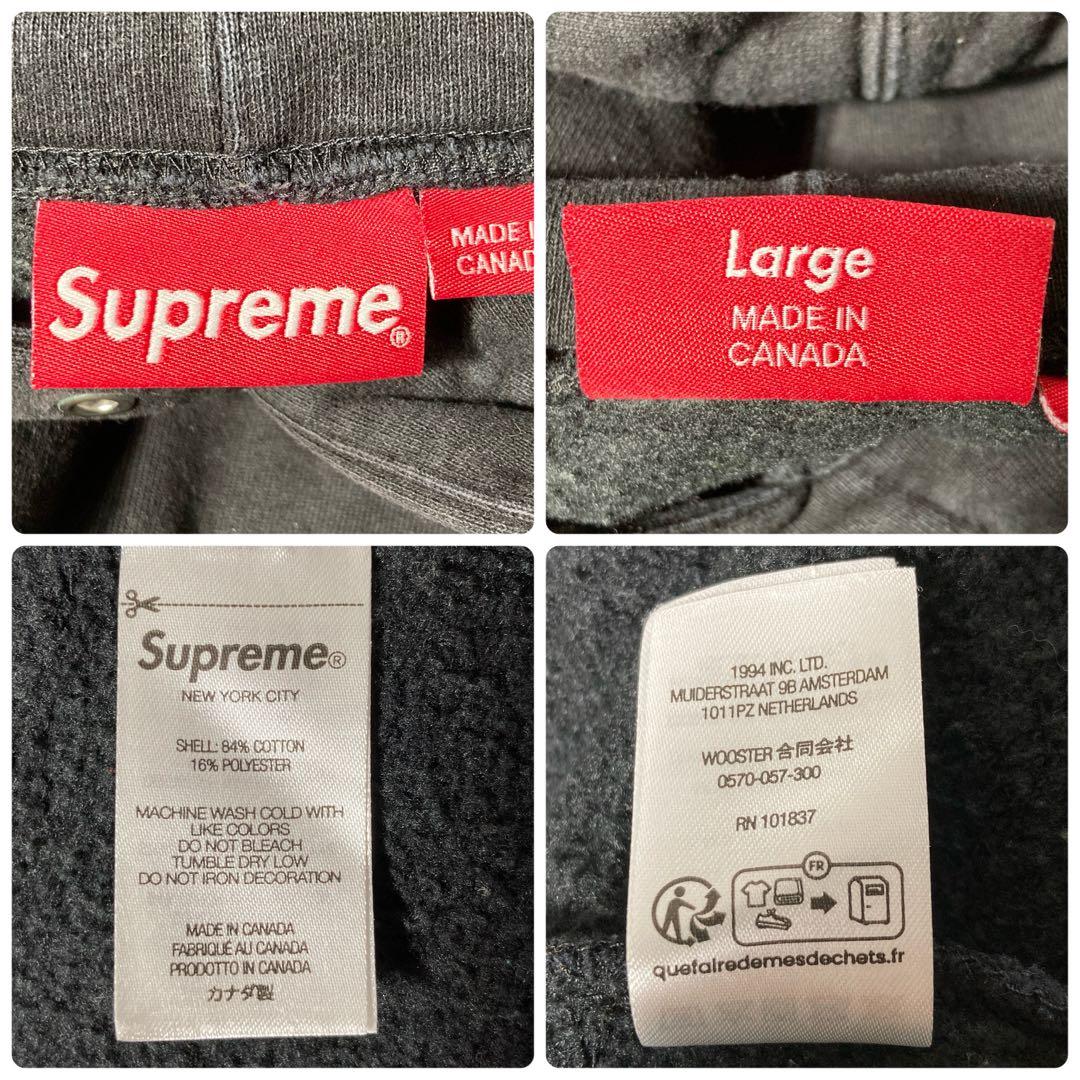 Supreme®
MADE I
CANAD
Large
MADE IN
CANADA
Supreme®
NEW YORK CITY
SHELL: 84% COTTON
16% POLYESTER
MACHINE WASH COLD WITH
LIKE COLORS
DO NOT BLEACH
TUMBLE DRY LOW
DO NOT IRON DECORATION
MADE IN CANADA
FABRIQUÉ AU CANADA
PRODOTTO IN CANADA
カナダ製
1994 INC. LTD.
MUIDERSTRAAT 9B AMSTERDAM
1011PZ NETHERLANDS
WOOSTER 合同会社
0570-057-300
RN 101837
FR
quefairedemesdechets.fr